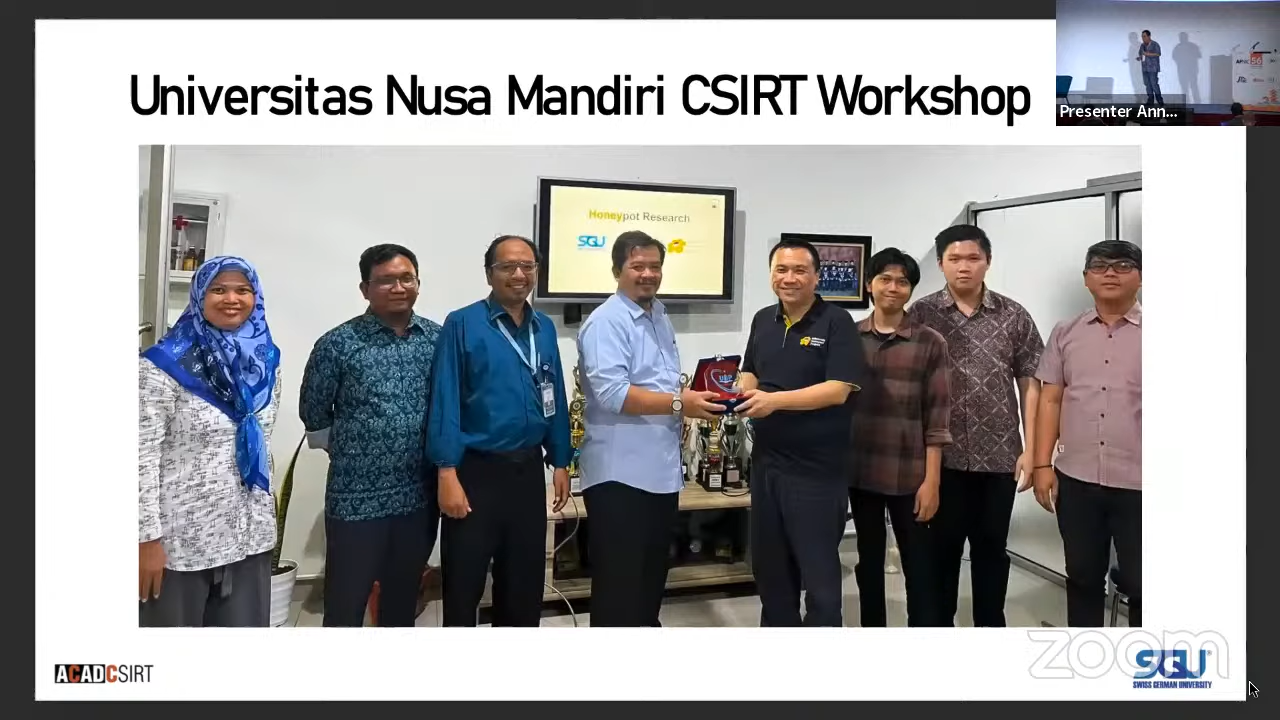 Universitas Nusa Mandiri CSIRT Workshop
Presenter Ann...
Honeypot Research
SGU
ACADCSIRT
zoom
SGU
SWISS GERMAN UNIVERSITY